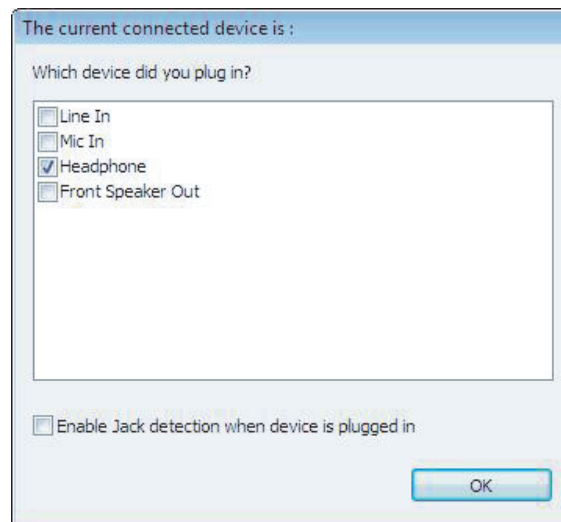 The current connected device is :
Which device did you plug in?
Line In
Mic In
Headphone
Front Speaker Out
Enable Jack detection when device is plugged in
OK